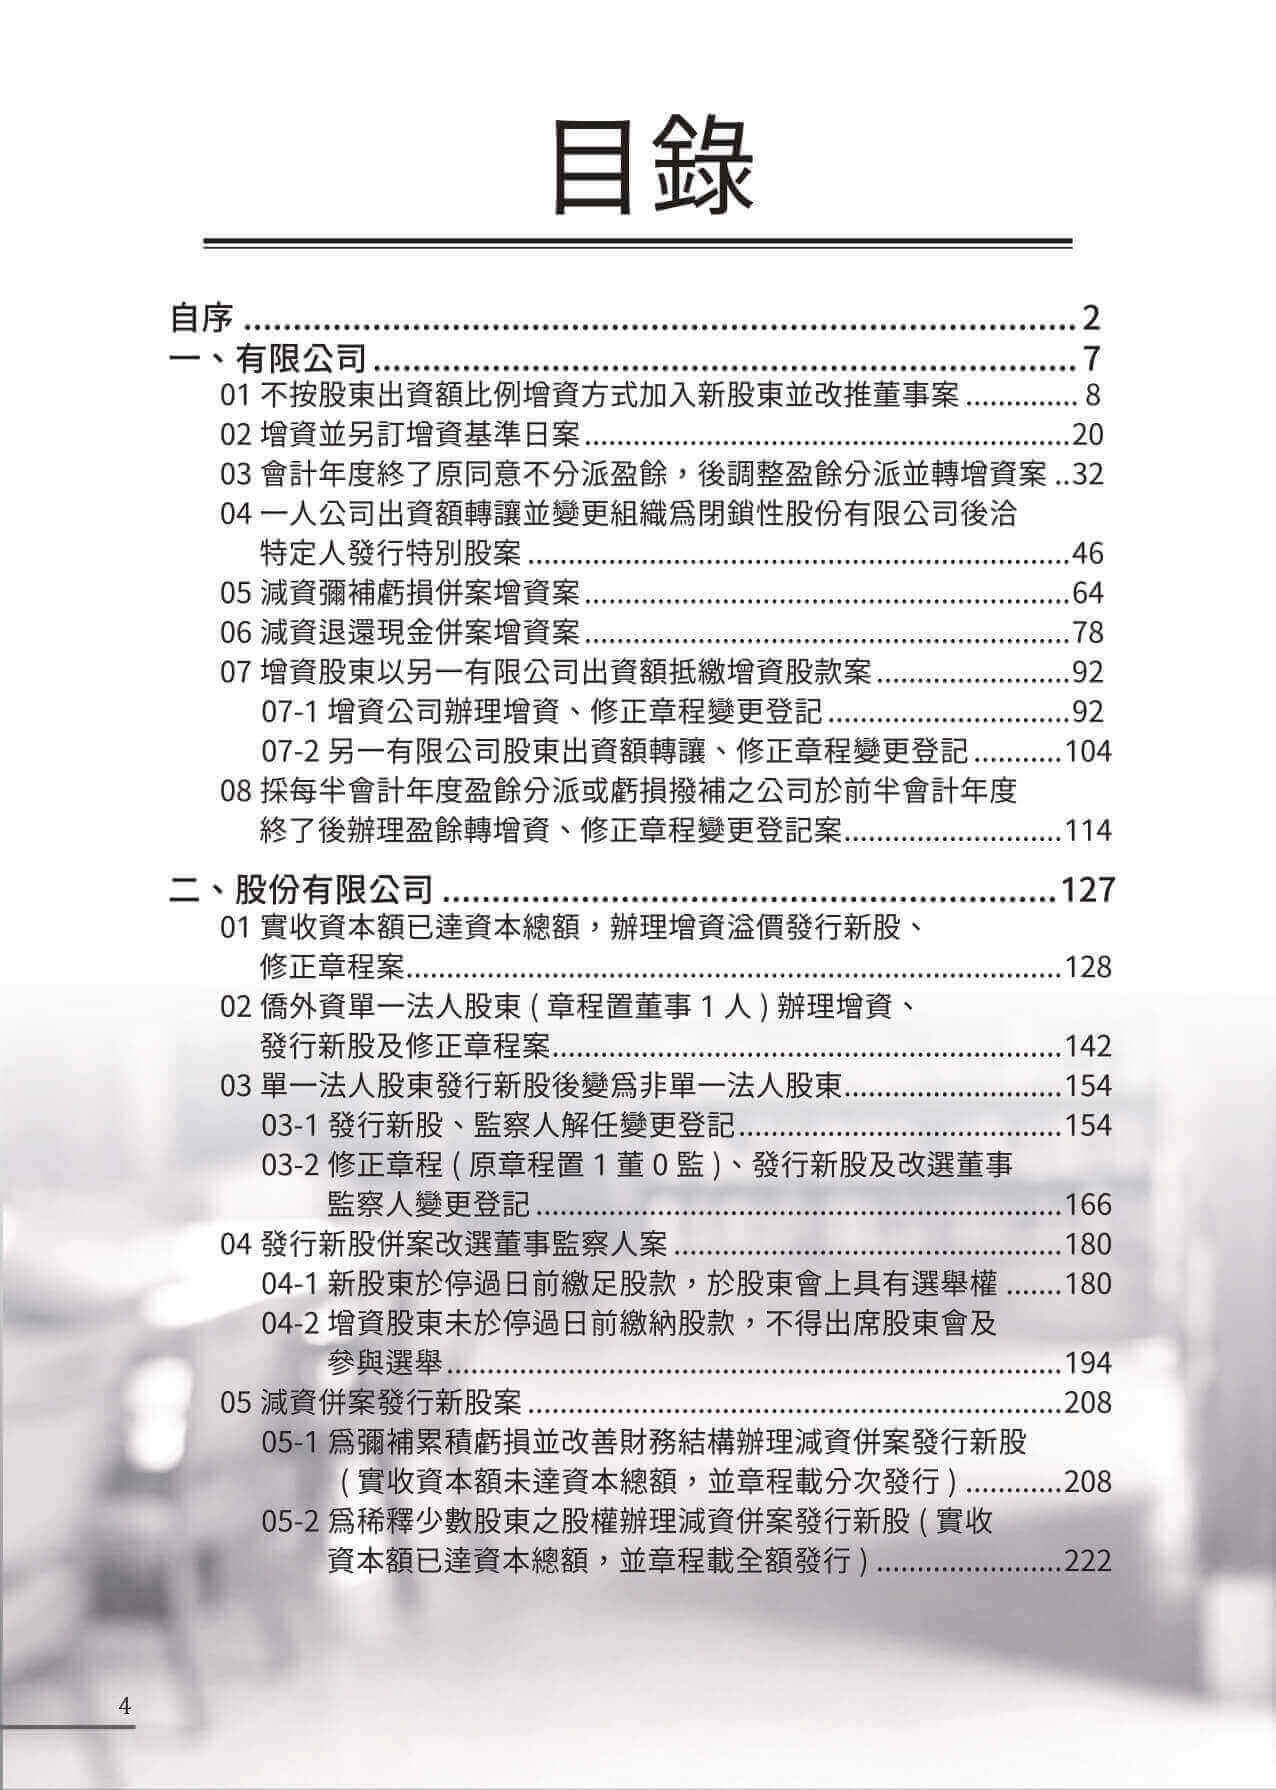 目錄
自序 ........ 2
一、有限公司 ........ 7
01 不按股東出資額比例增資方式加入新股東並改推董事案 ........ 8
02 增資並另訂增資基準日案 ........ 20
03 會計年度終了原同意不分派盈餘，後調整盈餘分派並轉增資案 ..32
04 一人公司出資額轉讓並變更組織爲閉鎖性股份有限公司後洽
特定人發行特別股案 ........ 46
05 減資彌補虧損併案增資案 ........ 64
06 減資退還現金併案增資案 ........ 78
07 增資股東以另一有限公司出資額抵繳增資股款案 ........ 92
07-1 增資公司辦理增資、修正章程變更登記 ........ 92
07-2 另一有限公司股東出資額轉讓、修正章程變更登記 ........ 104
08 採每半會計年度盈餘分派或虧損撥補之公司於前半會計年度
終了後辦理盈餘轉增資、修正章程變更登記案 ........ 114
二、股份有限公司 ........ 127
01 實收資本額已達資本總額，辦理增資溢價發行新股、
修正章程案 ........ 128
02 僑外資單一法人股東 ( 章程置董事 1 人 ) 辦理增資、
發行新股及修正章程案 ........ 142
03 單一法人股東發行新股後變爲非單一法人股東 ........ 154
03-1 發行新股、監察人解任變更登記 ........ 154
03-2 修正章程 ( 原章程置 1 董 0 監 )、發行新股及改選董事
監察人變更登記 ........ 166
04 發行新股併案改選董事監察人案 ........ 180
04-1 新股東於停過日前繳足股款，於股東會上具有選舉權 ........ 180
04-2 增資股東未於停過日前繳納股款，不得出席股東會及
參與選舉 ........ 194
05 減資併案發行新股案 ........ 208
05-1 爲彌補累積虧損並改善財務結構辦理減資併案發行新股
( 實收資本額未達資本總額，並章程載分次發行 ) ........ 208
05-2 爲稀釋少數股東之股權辦理減資併案發行新股 ( 實收
資本額已達資本總額，並章程載全額發行 ) ........ 222
4